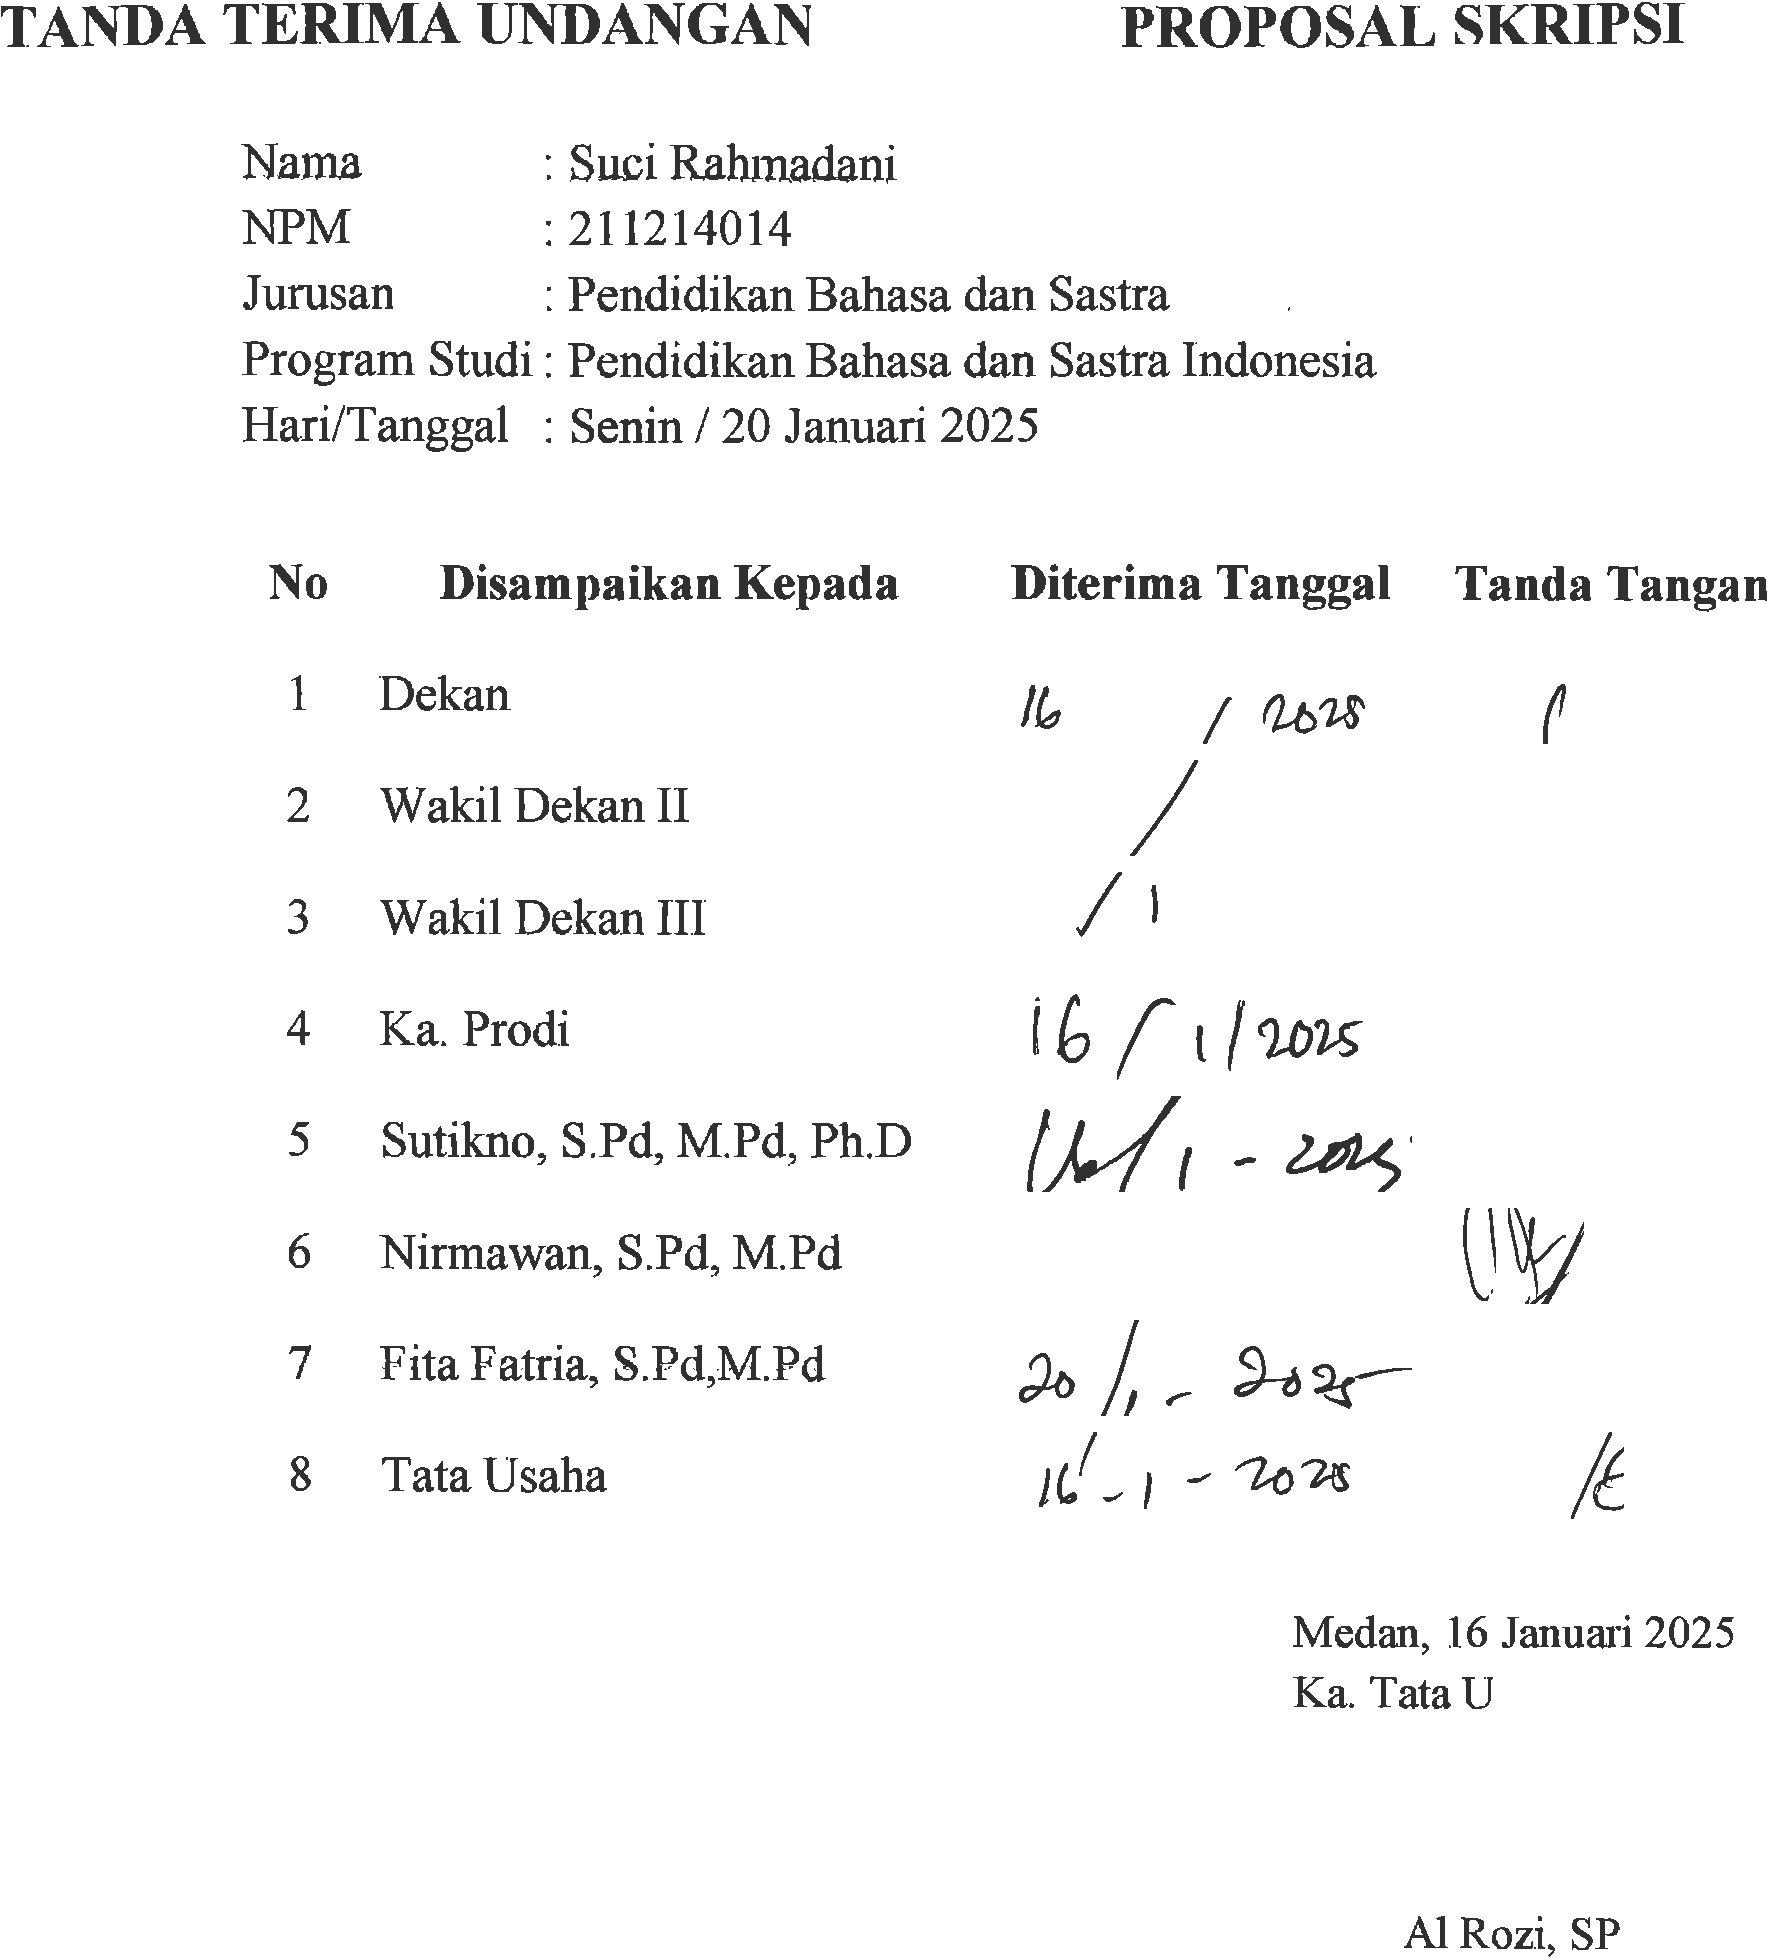 TANDA TERIMA UNDANGAN PROPOSAL SKRIPSI
Nama : Suci Rahmadani
NPM : 211214014
Jurusan : Pendidikan Bahasa dan Sastra
Program Studi : Pendidikan Bahasa dan Sastra Indonesia
Hari/Tanggal : Senin / 20 Januari 2025
No Disampaikan Kepada Diterima Tanggal Tanda Tangan
1 Dekan 16 / 2025
2 Wakil Dekan II
3 Wakil Dekan III / 1
4 Ka. Prodi 16 / 1 / 2025
5 Sutikno, S.Pd, M.Pd, Ph.D 16 / 1 - 2025
6 Nirmawan, S.Pd, M.Pd
7 Fita Fatria, S.Pd,M.Pd 20 / 1 - 2025
8 Tata Usaha 16 - 1 - 2025
Medan, 16 Januari 2025
Ka. Tata U
Al Rozi, SP